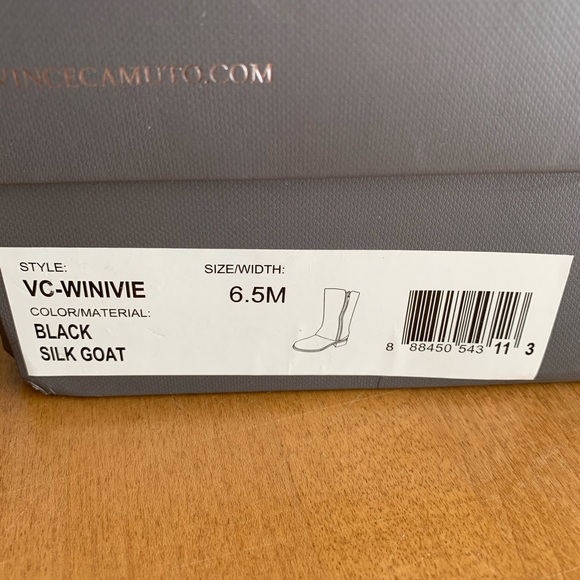 VINCECAMUTO.COM
STYLE:
VC-WINIVIE
SIZE/WIDTH:
6.5M
COLOR/MATERIAL:
BLACK
SILK GOAT
8 88450 543 11 3